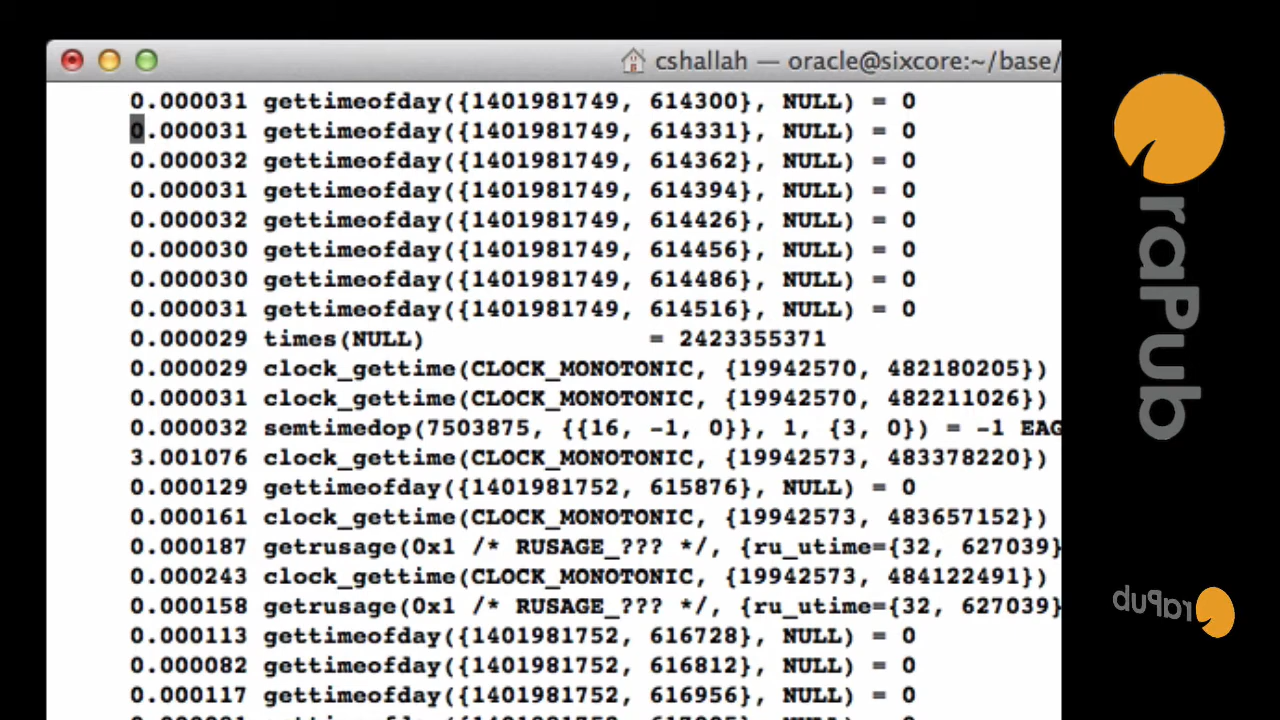 cshallah — oracle@sixcore:~/base/
0.000031 gettimeofday({1401981749, 614300}, NULL) = 0
0.000031 gettimeofday({1401981749, 614331}, NULL) = 0
0.000032 gettimeofday({1401981749, 614362}, NULL) = 0
0.000031 gettimeofday({1401981749, 614394}, NULL) = 0
0.000032 gettimeofday({1401981749, 614426}, NULL) = 0
0.000030 gettimeofday({1401981749, 614456}, NULL) = 0
0.000030 gettimeofday({1401981749, 614486}, NULL) = 0
0.000031 gettimeofday({1401981749, 614516}, NULL) = 0
0.000029 times(NULL) = 2423355371
0.000029 clock_gettime(CLOCK_MONOTONIC, {19942570, 482180205})
0.000031 clock_gettime(CLOCK_MONOTONIC, {19942570, 482211026})
0.000032 semtimedop(7503875, {{16, -1, 0}}, 1, {3, 0}) = -1 EAG
3.001076 clock_gettime(CLOCK_MONOTONIC, {19942573, 483378220})
0.000129 gettimeofday({1401981752, 615876}, NULL) = 0
0.000161 clock_gettime(CLOCK_MONOTONIC, {19942573, 483657152})
0.000187 getrusage(0x1 /* RUSAGE_??? */, {ru_utime={32, 627039}
0.000243 clock_gettime(CLOCK_MONOTONIC, {19942573, 484122491})
0.000158 getrusage(0x1 /* RUSAGE_??? */, {ru_utime={32, 627039}
0.000113 gettimeofday({1401981752, 616728}, NULL) = 0
0.000082 gettimeofday({1401981752, 616812}, NULL) = 0
0.000117 gettimeofday({1401981752, 616956}, NULL) = 0
OraPub
OraPub